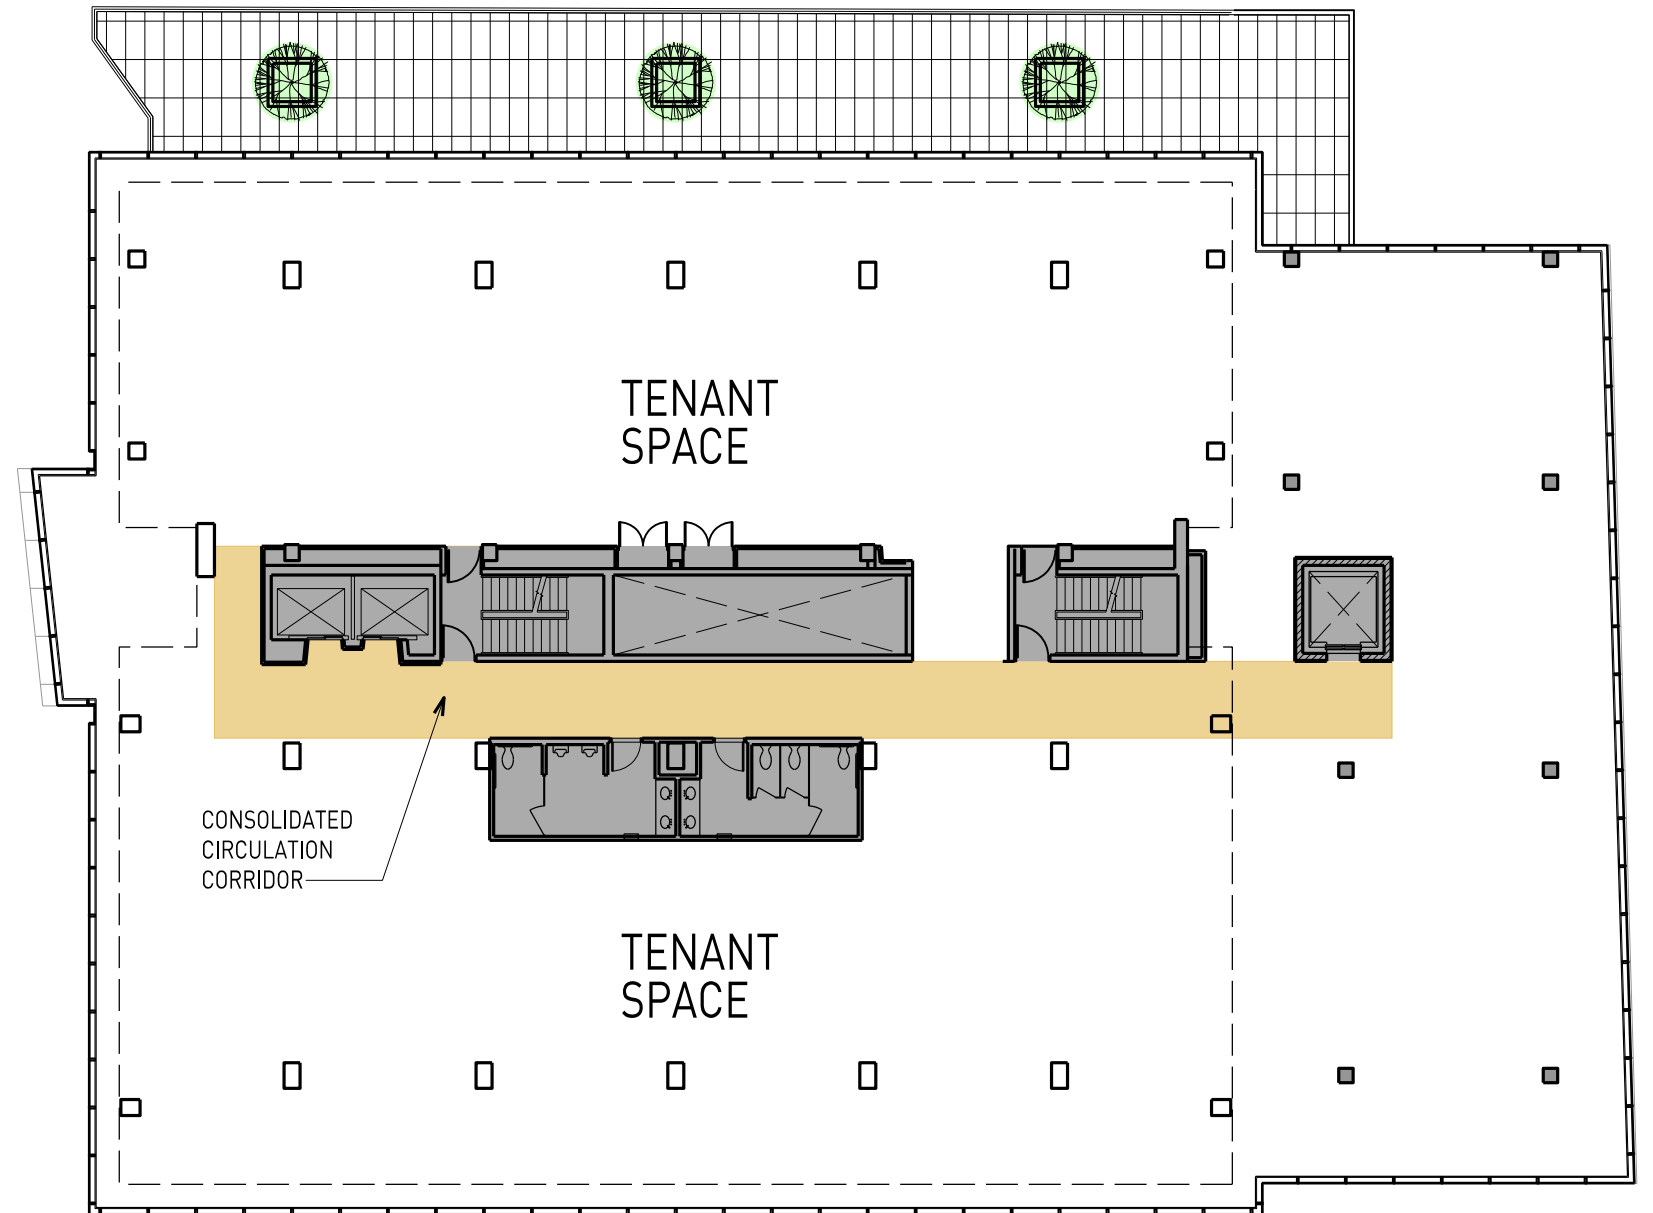 TENANT
SPACE
CONSOLIDATED
CIRCULATION
CORRIDOR
TENANT
SPACE